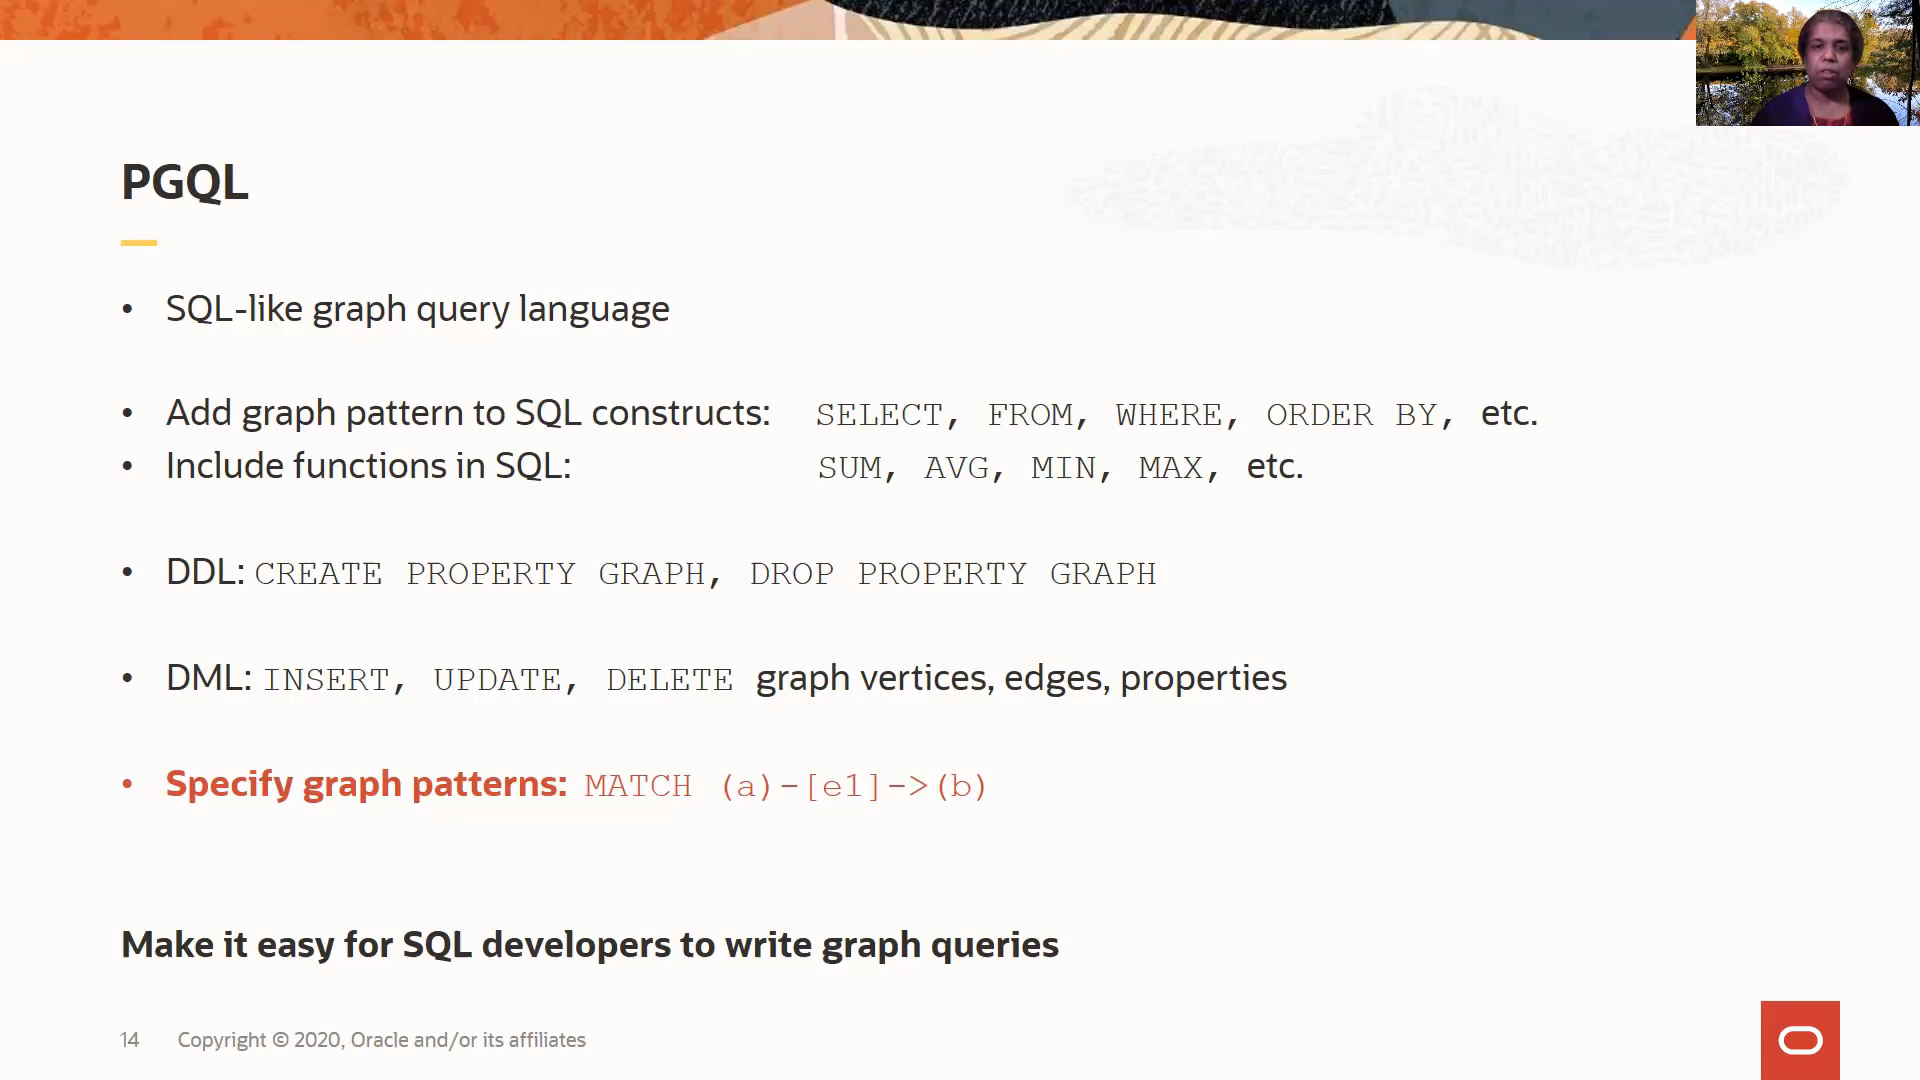 PGQL
• SQL-like graph query language
• Add graph pattern to SQL constructs: SELECT, FROM, WHERE, ORDER BY, etc.
• Include functions in SQL: SUM, AVG, MIN, MAX, etc.
• DDL: CREATE PROPERTY GRAPH, DROP PROPERTY GRAPH
• DML: INSERT, UPDATE, DELETE graph vertices, edges, properties
• Specify graph patterns: MATCH (a)-[e1]->(b)
Make it easy for SQL developers to write graph queries
14 Copyright © 2020, Oracle and/or its affiliates